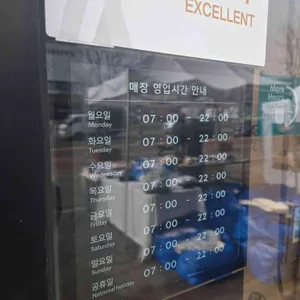 EXCELLENT
매장 영업시간 안내
월요일 07 : 00 - 22 : 00
Monday
화요일 07 : 00 - 22 : 00
Tuesday
수요일 07 : 00 - 22 : 00
Wednesday
목요일 07 : 00 - 22 : 00
Thursday
금요일 07 : 00 - 22 : 00
Friday
토요일 07 : 00 - 22 : 00
Saturday
일요일 07 : 00 - 22 : 00
Sunday
공휴일 07 : 00 - 22 : 00
National holiday
More
Heart